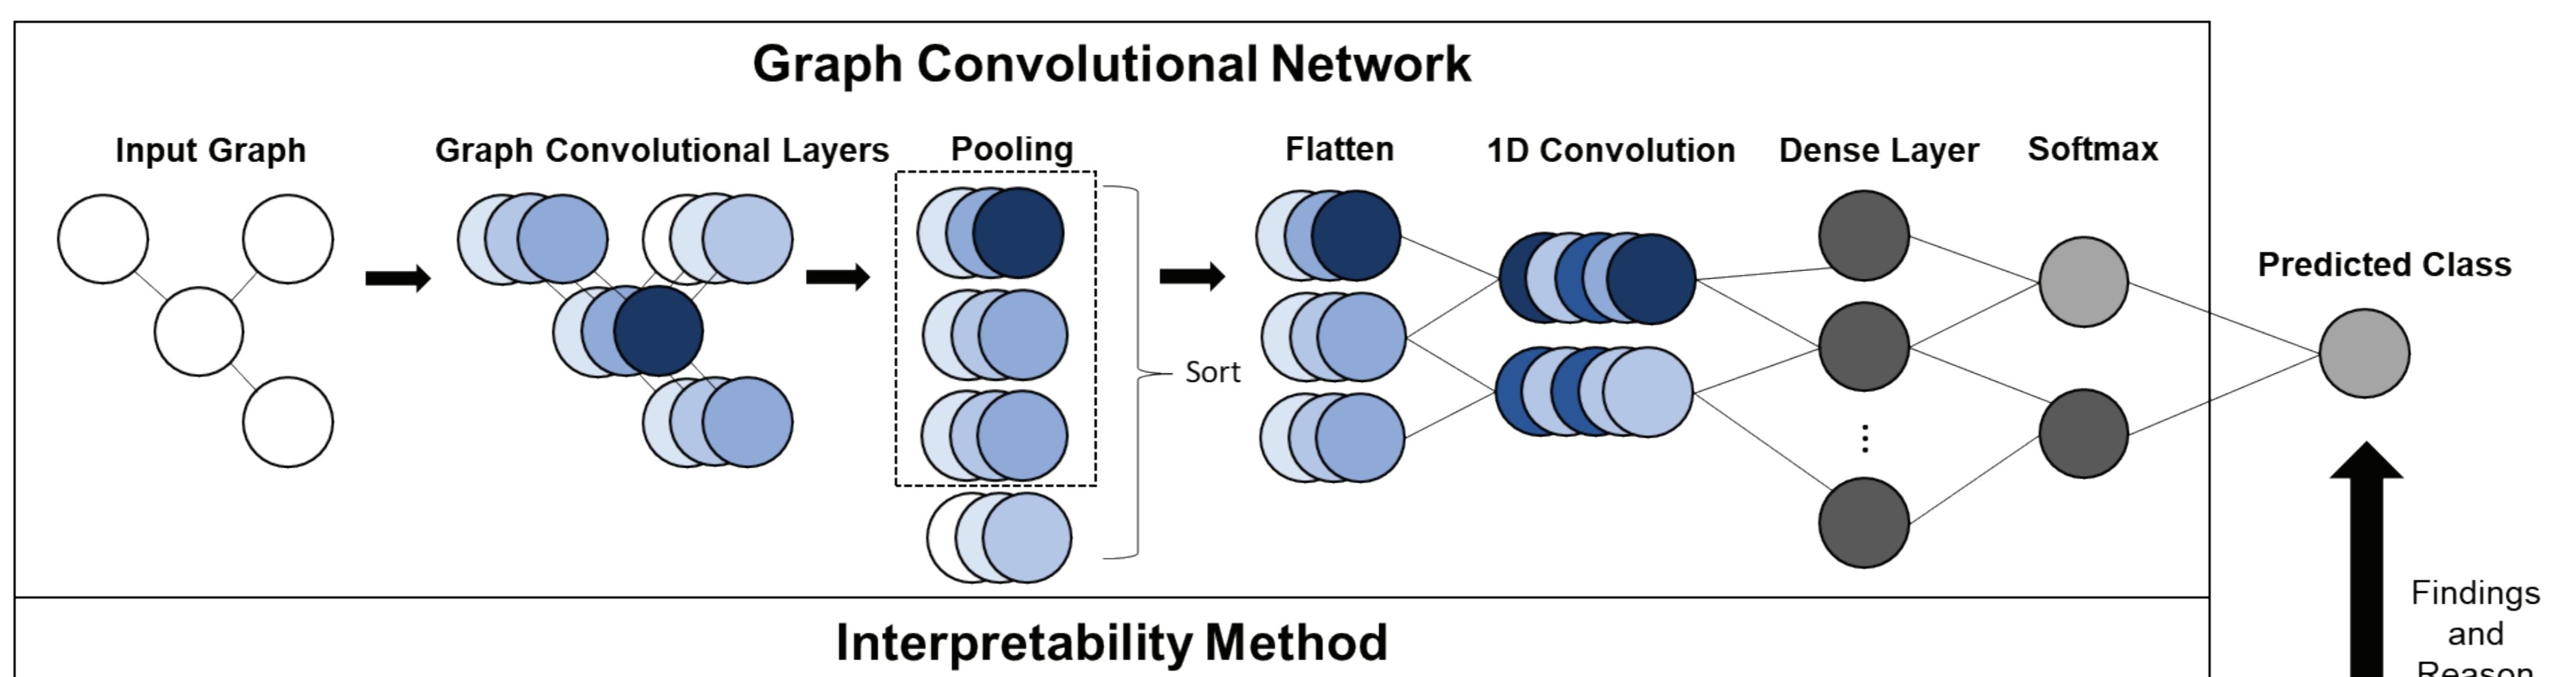 Graph Convolutional Network
Input Graph
Graph Convolutional Layers
Pooling
Flatten
1D Convolution
Dense Layer
Softmax
Predicted Class
Sort
Findings
and
Reason
Interpretability Method